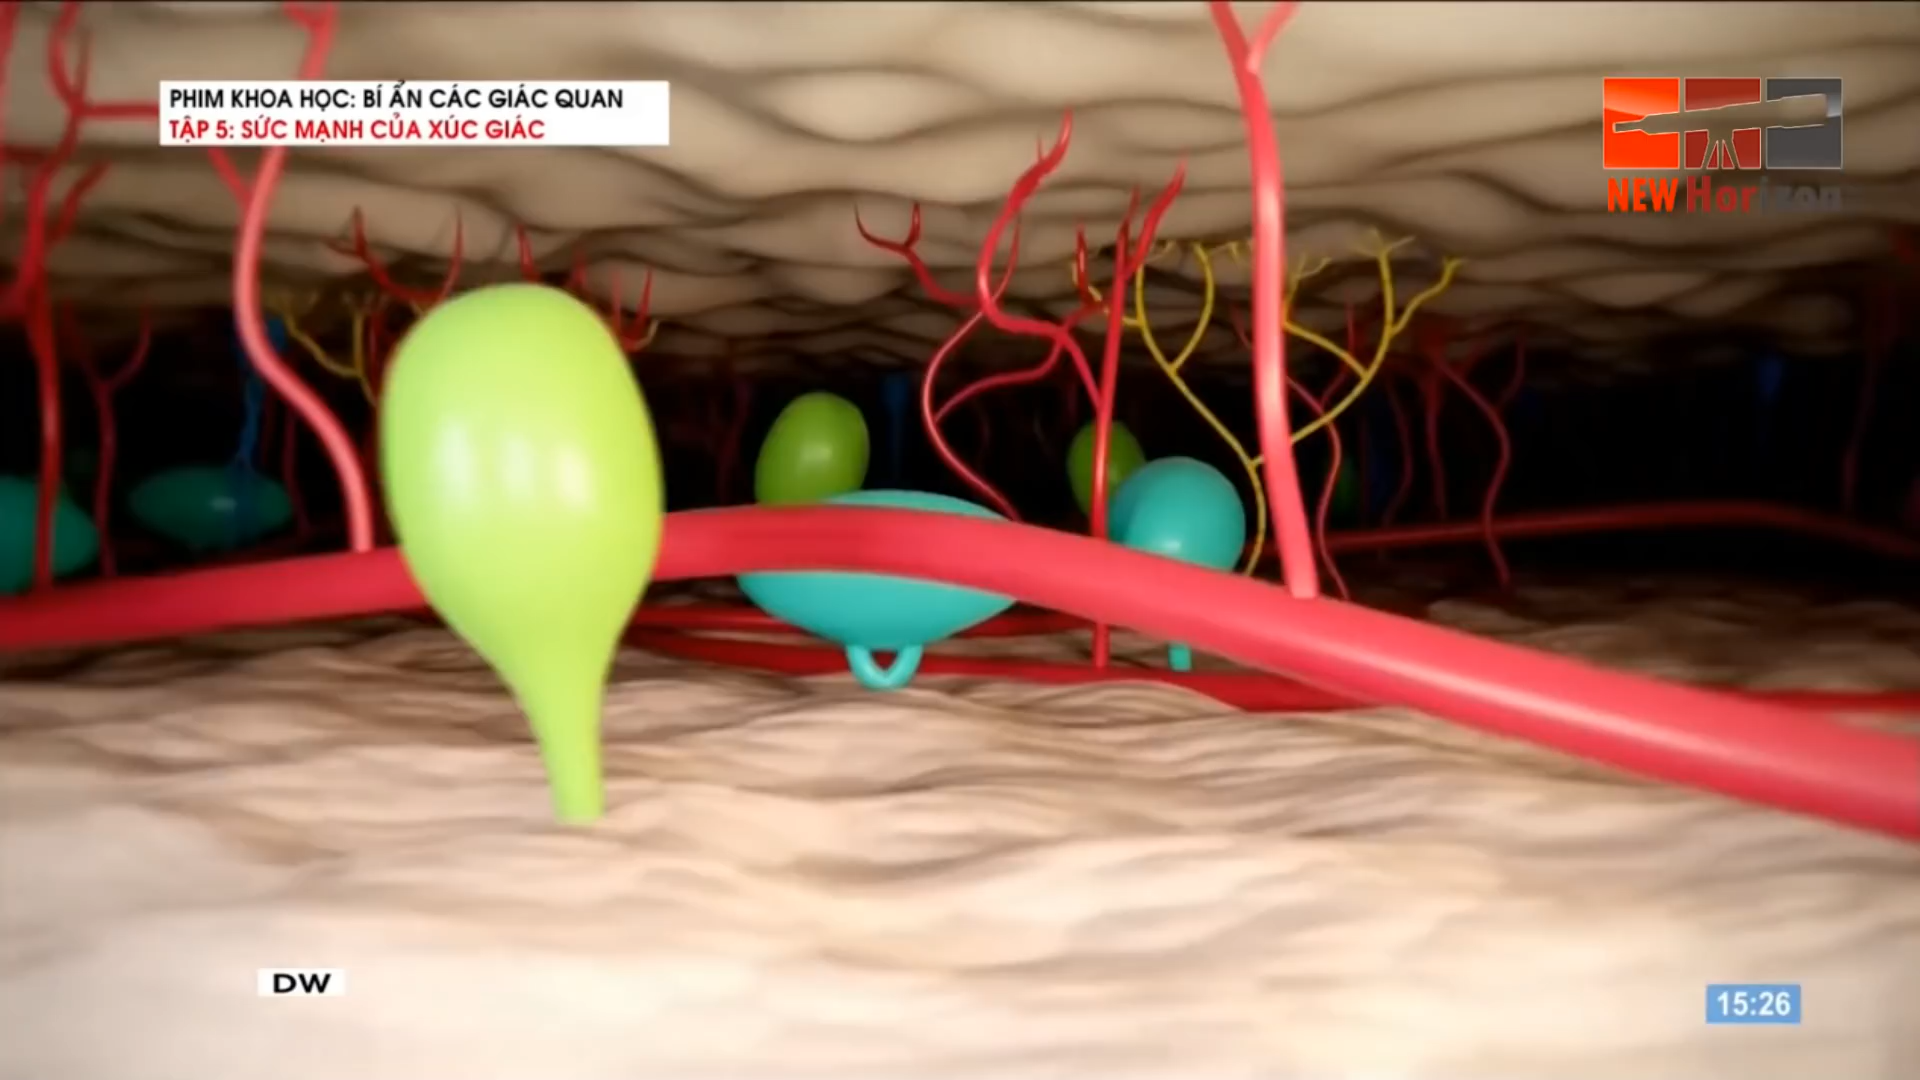 PHIM KHOA HỌC: BÍ ẨN CÁC GIÁC QUAN
TẬP 5: SỨC MẠNH CỦA XÚC GIÁC
NEW Horizon
DW
15:26